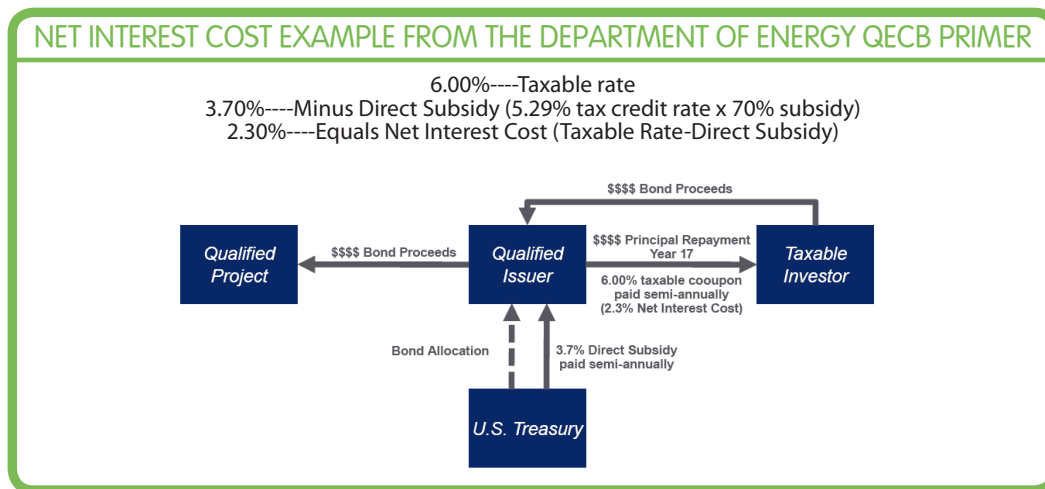 NET INTEREST COST EXAMPLE FROM THE DEPARTMENT OF ENERGY QECB PRIMER
6.00%----Taxable rate
3.70%----Minus Direct Subsidy (5.29% tax credit rate x 70% subsidy)
2.30%----Equals Net Interest Cost (Taxable Rate-Direct Subsidy)
$$$$ Bond Proceeds
Qualified
Project
$$$$ Bond Proceeds
Qualified
Issuer
$$$$ Principal Repayment
Year 17
6.00% taxable cooupon
paid semi-annually
(2.3% Net Interest Cost)
Taxable
Investor
Bond Allocation
3.7% Direct Subsidy
paid semi-annually
U.S. Treasury